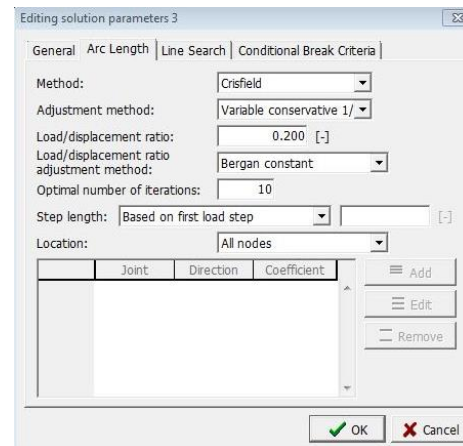 Editing solution parameters 3
General Arc Length Line Search Conditional Break Criteria
Method: Crisfield
Adjustment method: Variable conservative 1/
Load/displacement ratio: 0.200 [-]
Load/displacement ratio
adjustment method: Bergan constant
Optimal number of iterations: 10
Step length: Based on first load step [-]
Location: All nodes
Joint Direction Coefficient
Add
Edit
Remove
OK Cancel